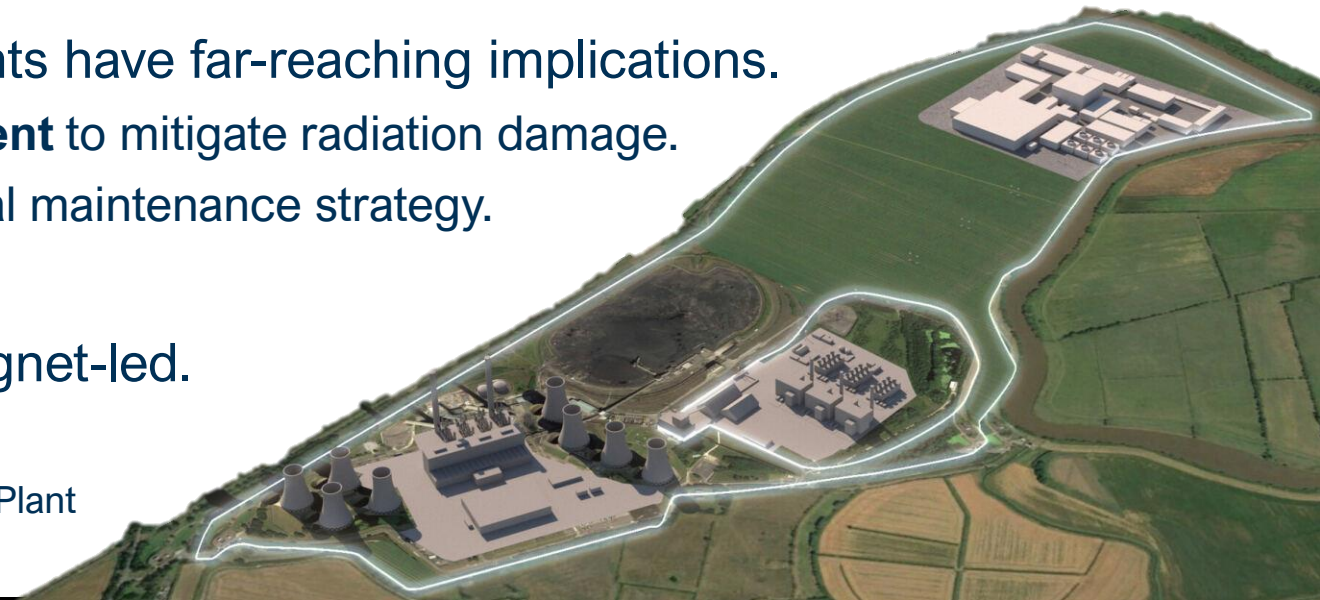 nts have far-reaching implications.
ent to mitigate radiation damage.
al maintenance strategy.
gnet-led.
Plant